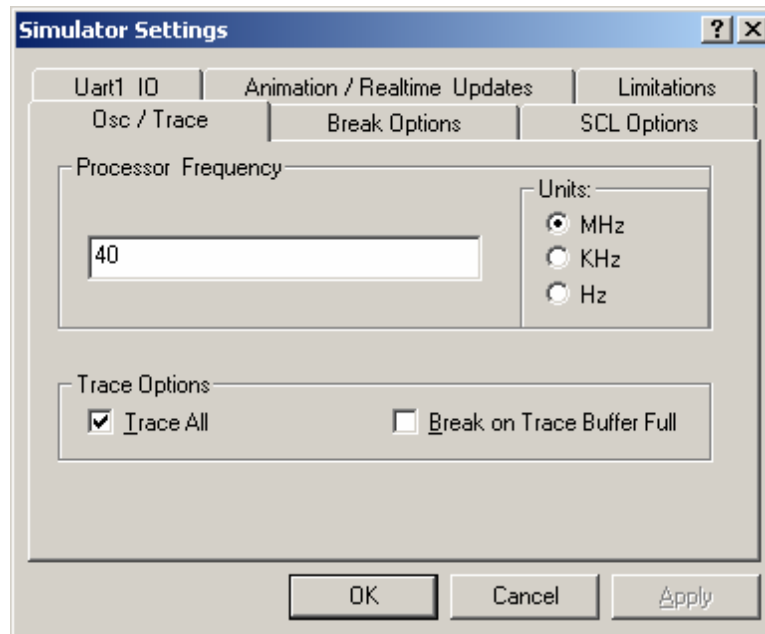 Simulator Settings
Uart1 IO Animation / Realtime Updates Limitations
Osc / Trace Break Options SCL Options
Processor Frequency
Units:
40
MHz
KHz
Hz
Trace Options
Trace All Break on Trace Buffer Full
OK Cancel Apply